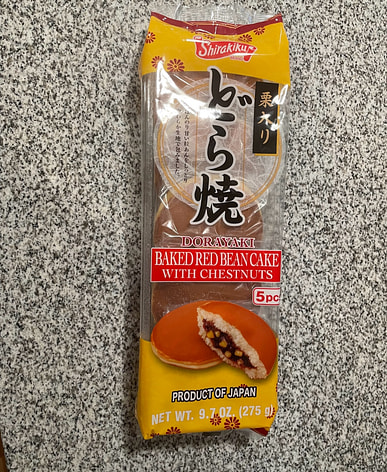 Shirakiku
栗入り
どら焼
DORAYAKI
BAKED RED BEAN CAKE
WITH CHESTNUTS
5pc
PRODUCT OF JAPAN
NET WT. 9.7 OZ. (275 g)